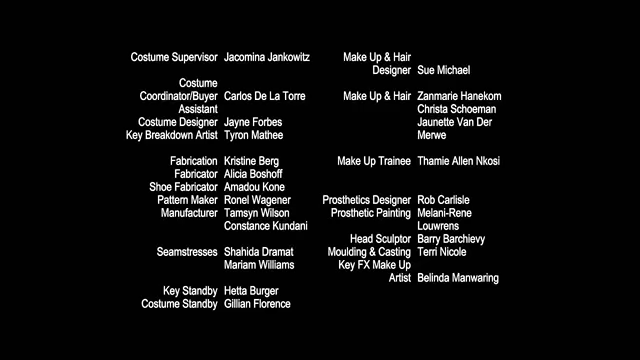 Costume Supervisor Jacomina Jankowitz
Costume
Coordinator/Buyer Carlos De La Torre
Assistant
Costume Designer Jayne Forbes
Key Breakdown Artist Tyron Mathee
Fabrication Kristine Berg
Fabricator Alicia Boshoff
Shoe Fabricator Amadou Kone
Pattern Maker Ronel Wagener
Manufacturer Tamsyn Wilson
Constance Kundani
Seamstresses Shahida Dramat
Mariam Williams
Key Standby Hetta Burger
Costume Standby Gillian Florence
Make Up & Hair
Designer Sue Michael
Make Up & Hair Zanmarie Hanekom
Christa Schoeman
Jaunette Van Der
Merwe
Make Up Trainee Thamie Allen Nkosi
Prosthetics Designer Rob Carlisle
Prosthetic Painting Melani-Rene
Louwrens
Head Sculptor Barry Barchievy
Moulding & Casting Terri Nicole
Key FX Make Up
Artist Belinda Manwaring